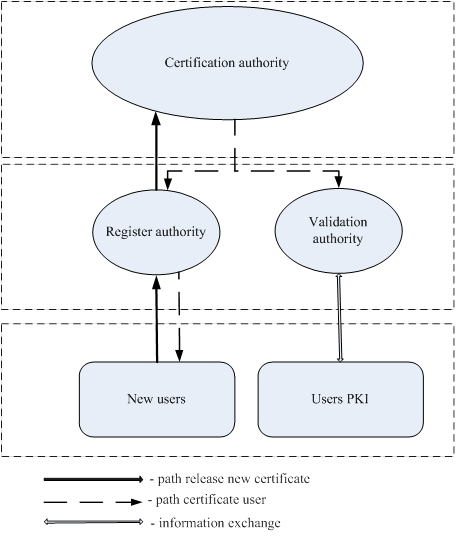 Certification authority
Register authority
Validation
authority
New users
Users PKI
- path release new certificate
- path certificate user
- information exchange